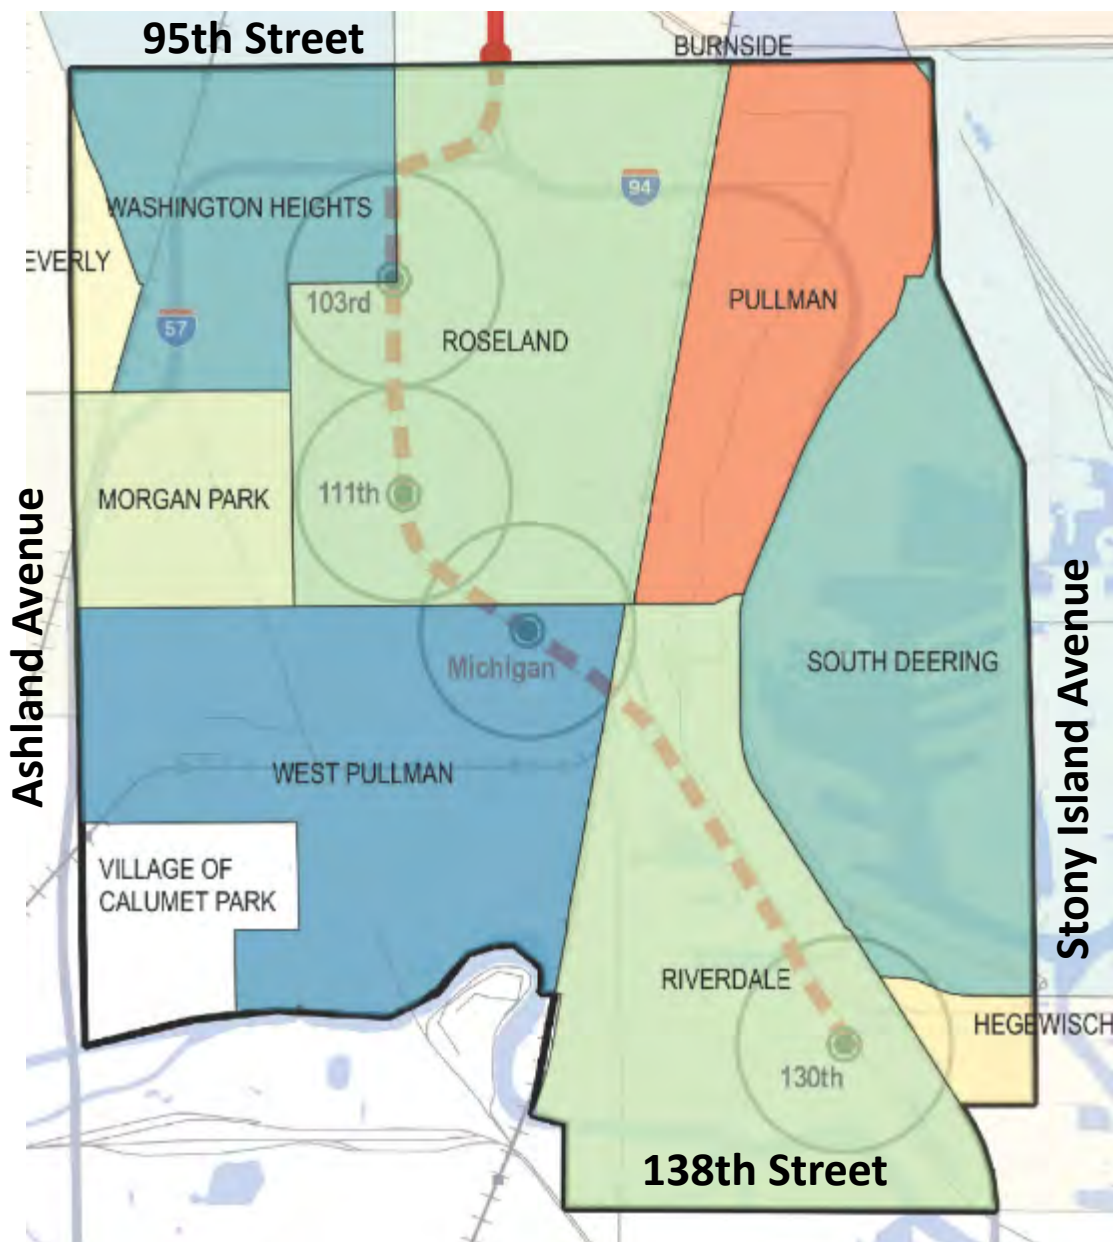 95th Street
BURNSIDE
94
WASHINGTON HEIGHTS
EVERLY
103rd
PULLMAN
57
ROSELAND
111th
MORGAN PARK
Ashland Avenue
Stony Island Avenue
Michigan
SOUTH DEERING
WEST PULLMAN
VILLAGE OF
CALUMET PARK
RIVERDALE
HEGEWISCH
130th
138th Street